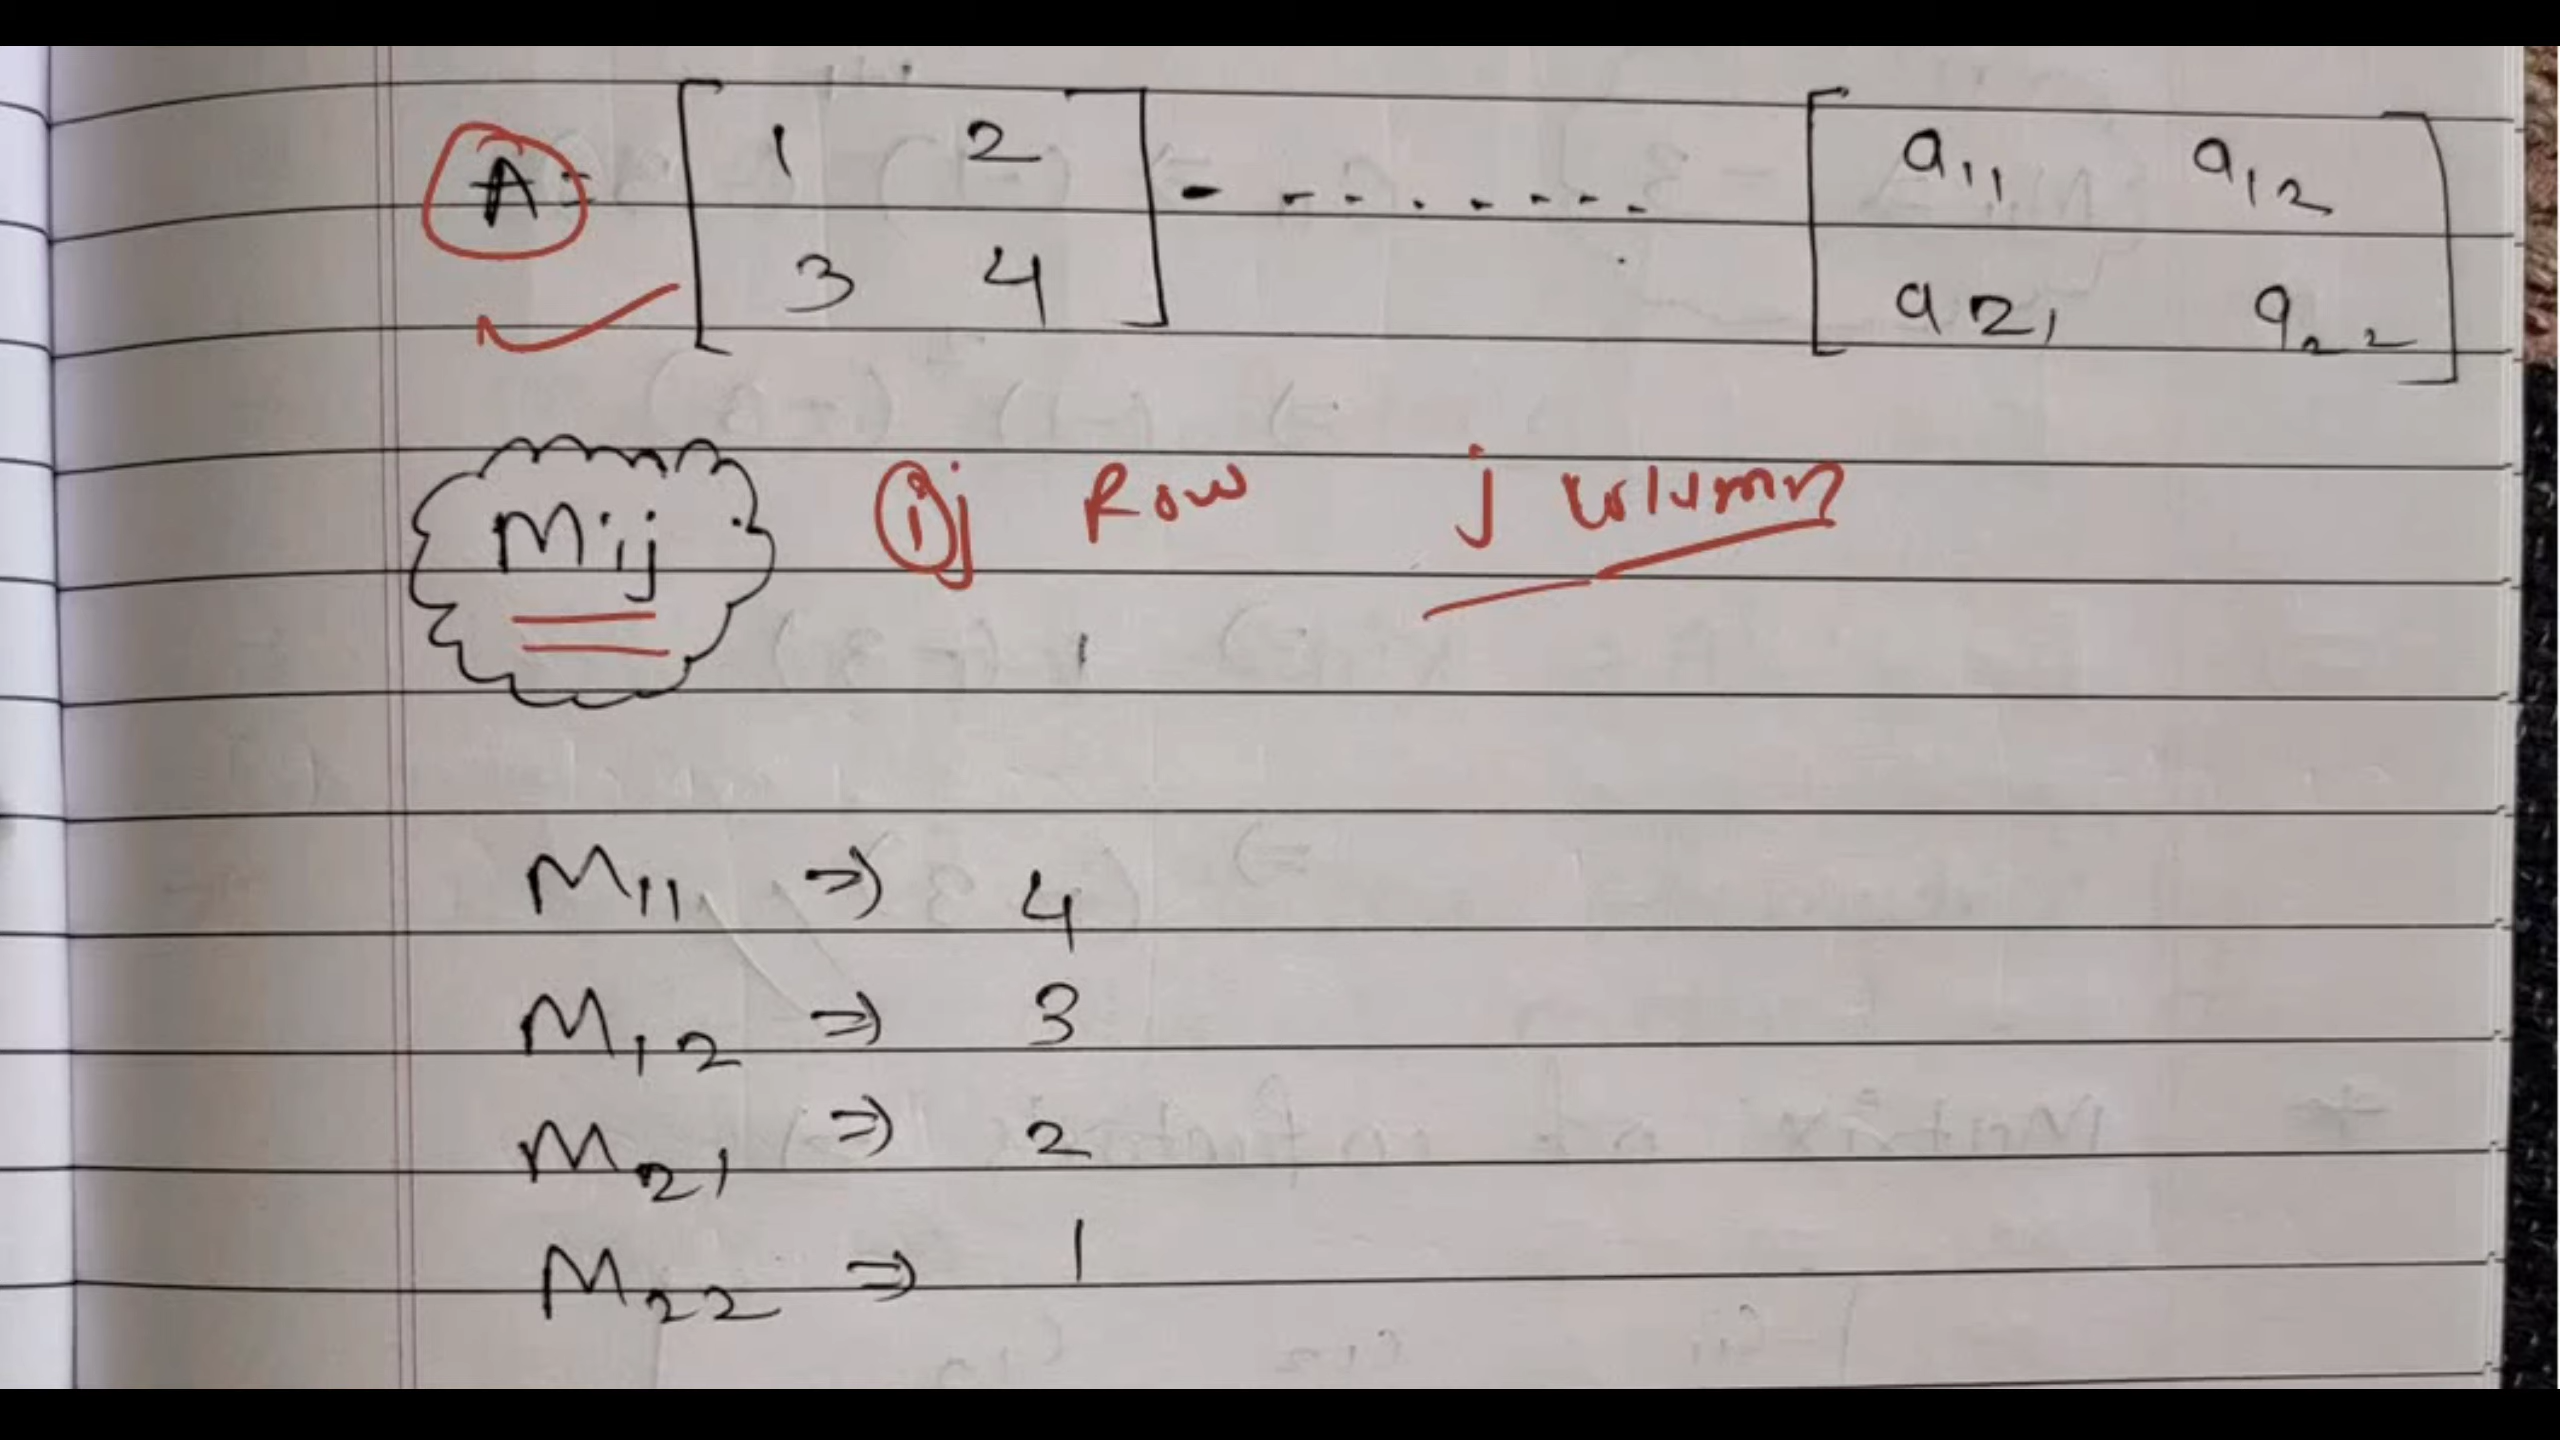 A = [ 1 2 ] - - - . . . - - - [ a11 a12 ]
[ 3 4 ] [ a21 a22 ]
Mij ij Row j column
M11 ⇒ 4
M12 ⇒ 3
M21 ⇒ 2
M22 ⇒ 1